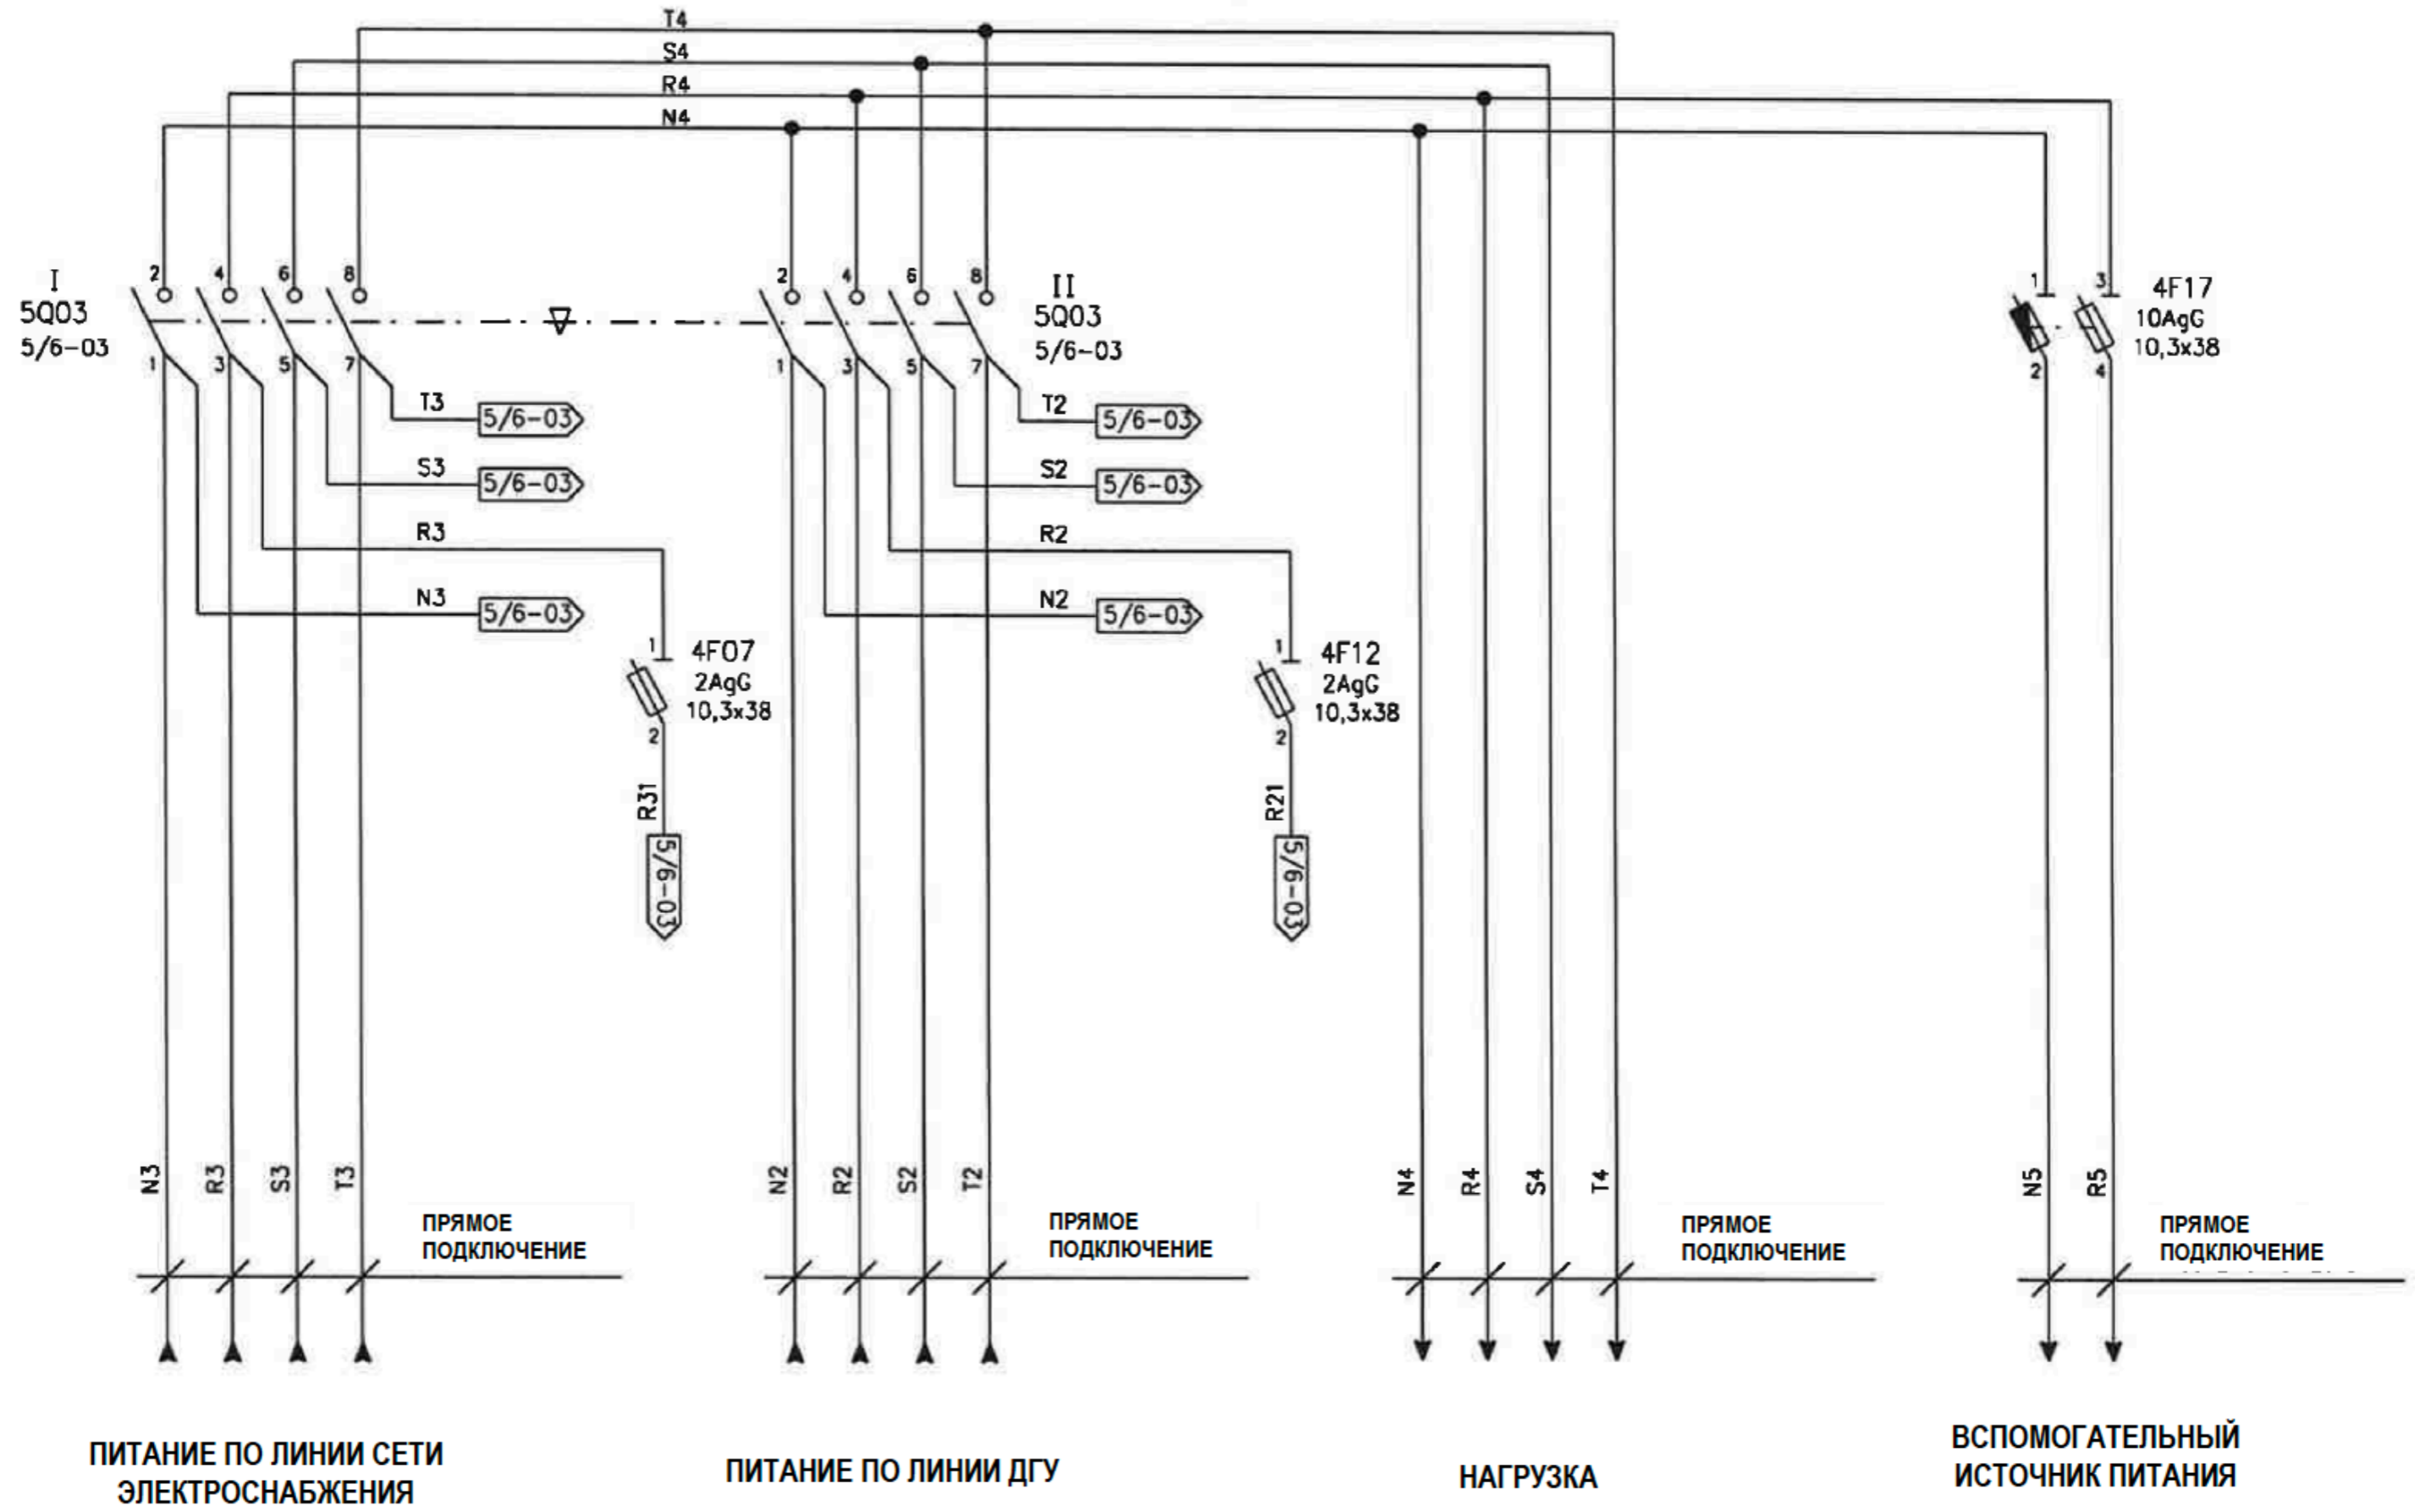 T4
S4
R4
N4
I
5Q03
5/6-03
2
4
6
8
1
3
5
7
T3
5/6-03
S3
5/6-03
R3
N3
5/6-03
1
4F07
2AgG
10,3x38
2
R31
5/6-03
2
4
6
8
II
5Q03
5/6-03
1
3
5
7
T2
5/6-03
S2
5/6-03
R2
N2
5/6-03
1
4F12
2AgG
10,3x38
2
R21
5/6-03
1
3
4F17
10AgG
10,3x38
2
4
N3
R3
S3
T3
ПРЯМОЕ
ПОДКЛЮЧЕНИЕ
N2
R2
S2
T2
ПРЯМОЕ
ПОДКЛЮЧЕНИЕ
N4
R4
S4
T4
ПРЯМОЕ
ПОДКЛЮЧЕНИЕ
N5
R5
ПРЯМОЕ
ПОДКЛЮЧЕНИЕ
ПИТАНИЕ ПО ЛИНИИ СЕТИ
ЭЛЕКТРОСНАБЖЕНИЯ
ПИТАНИЕ ПО ЛИНИИ ДГУ
НАГРУЗКА
ВСПОМОГАТЕЛЬНЫЙ
ИСТОЧНИК ПИТАНИЯ